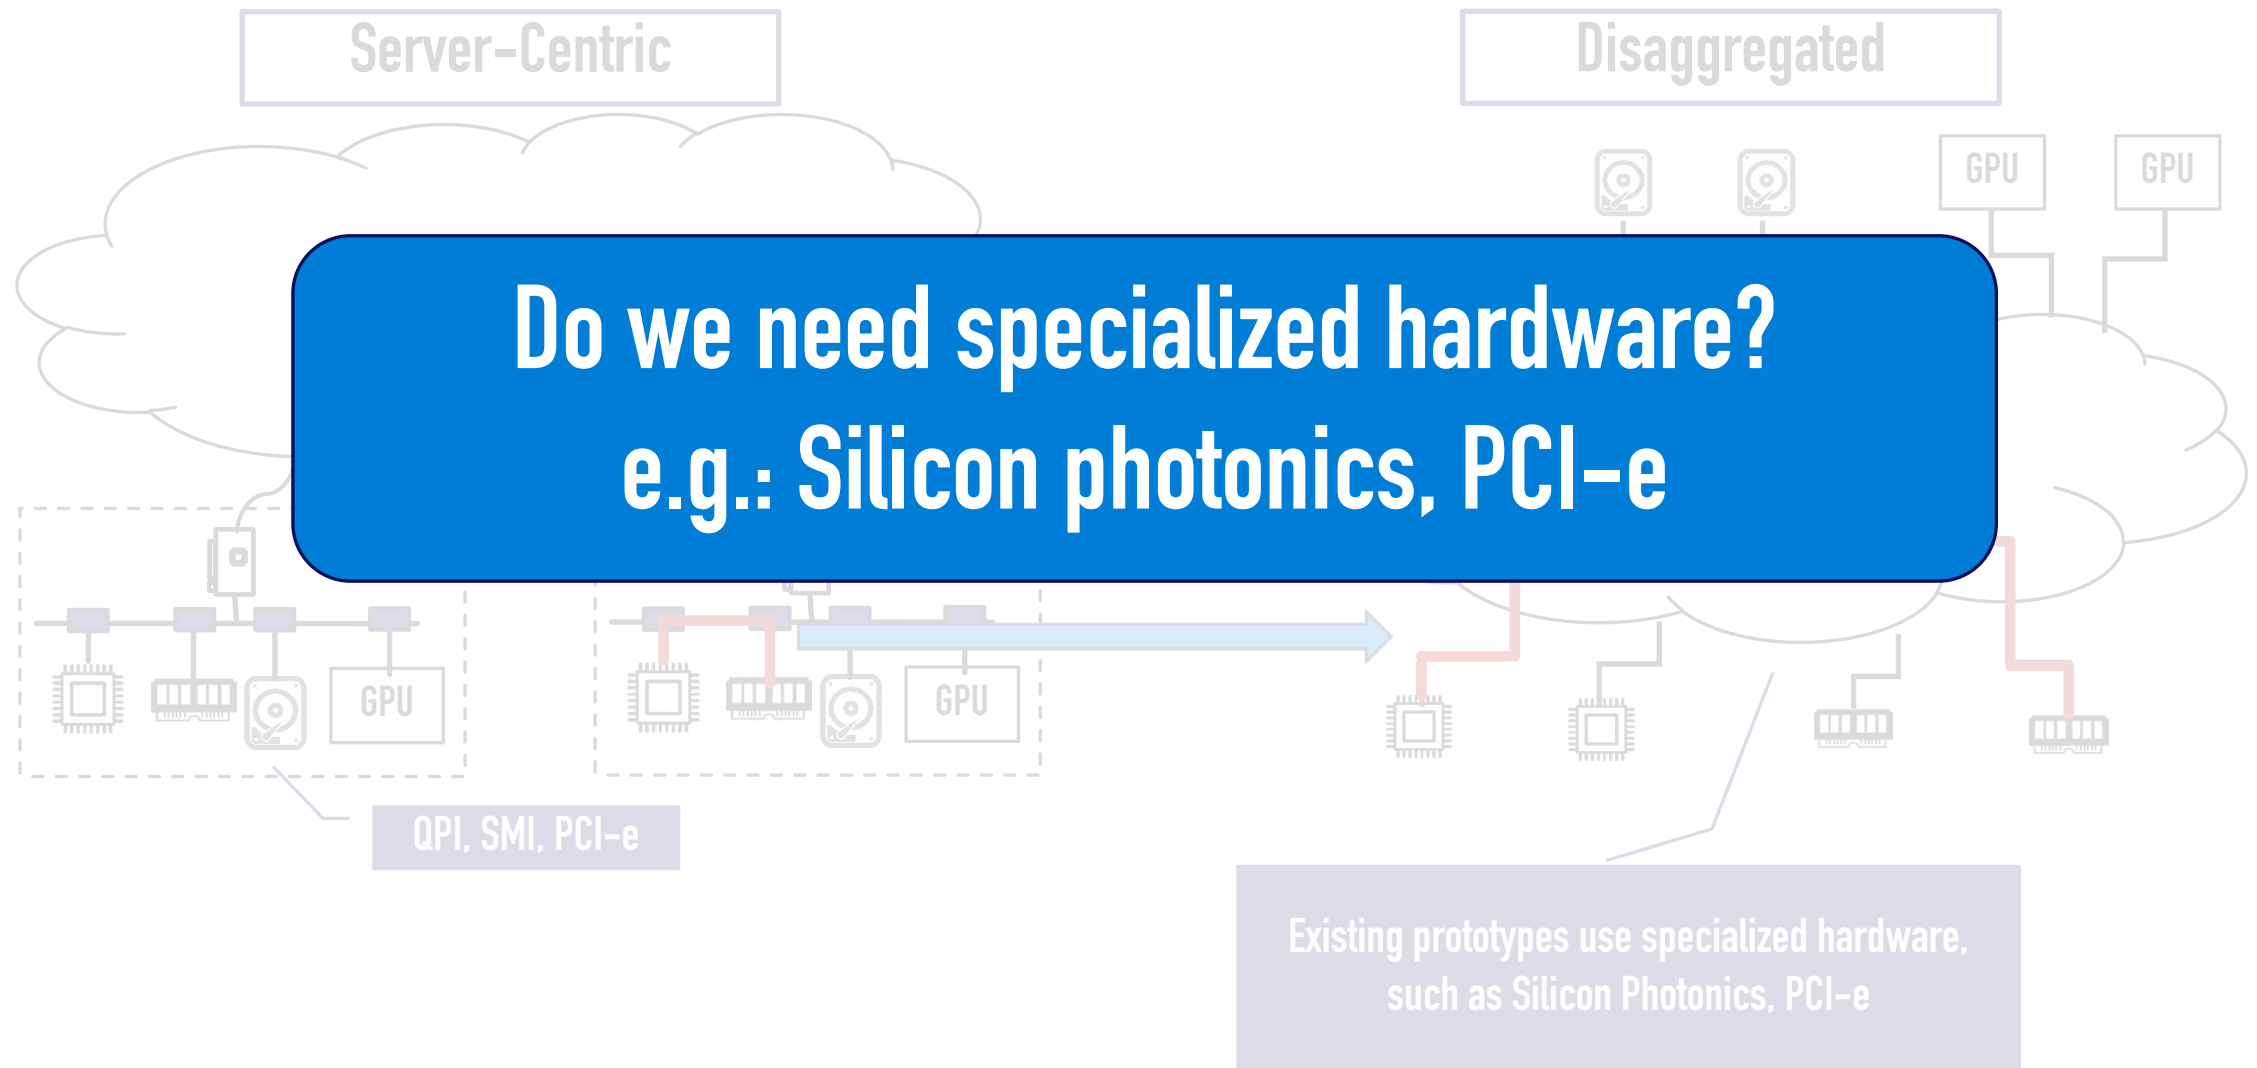 Server-Centric
Disaggregated
GPU
GPU
Do we need specialized hardware?
e.g.: Silicon photonics, PCI-e
GPU
GPU
QPI, SMI, PCI-e
Existing prototypes use specialized hardware,
such as Silicon Photonics, PCI-e